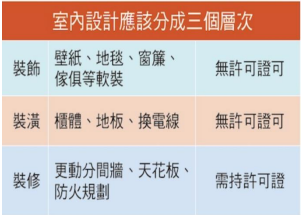 室內設計應該分成三個層次
裝飾
壁紙、地毯、窗簾、
傢俱等軟裝
無許可證可
裝潢
櫃體、地板、換電線
無許可證可
裝修
更動分間牆、天花板、
防火規劃
需持許可證